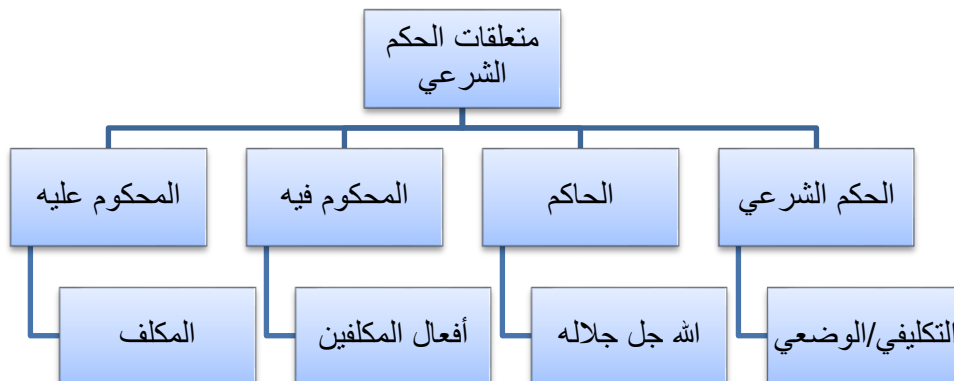 متعلقات الحكم
الشرعي
الحكم الشرعي
الحاكم
المحكوم فيه
المحكوم عليه
التكليفي/الوضعي
الله جل جلاله
أفعال المكلفين
المكلف